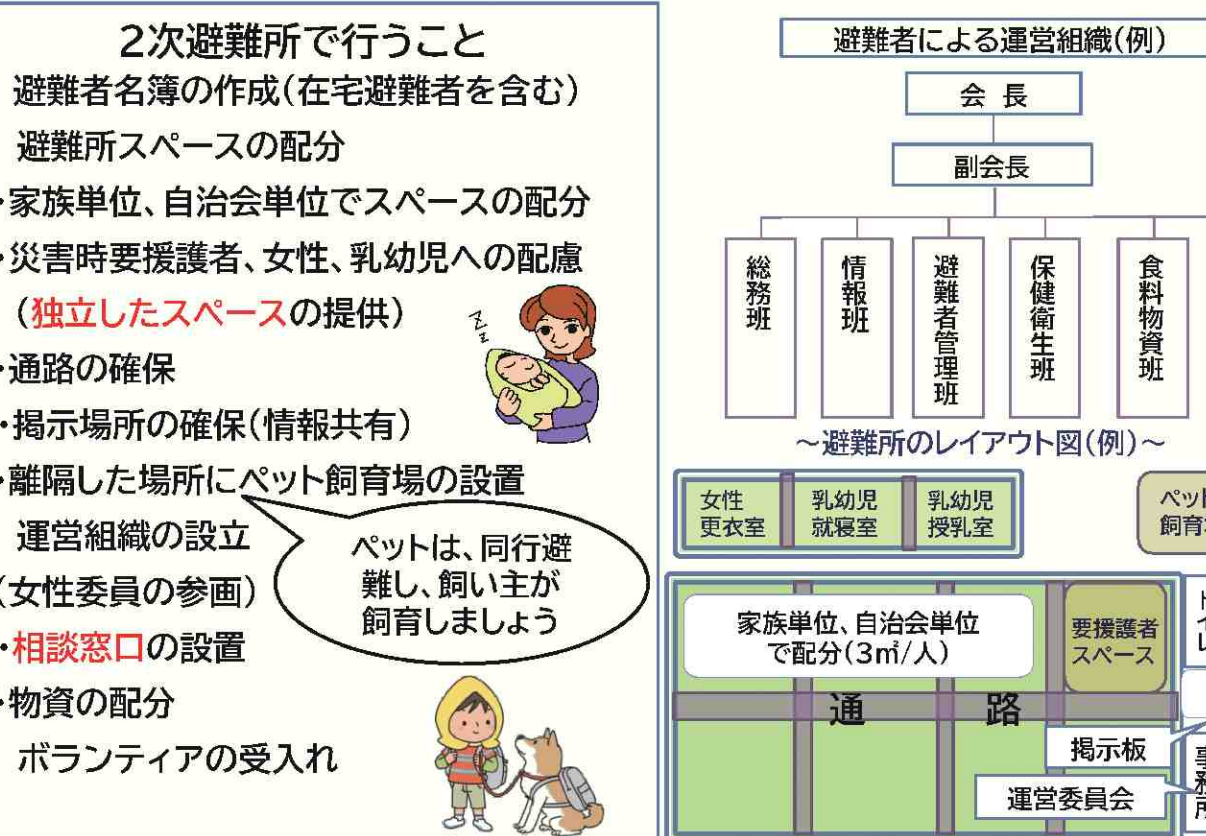 2次避難所で行うこと
避難者名簿の作成(在宅避難者を含む)
避難所スペースの配分
・家族単位、自治会単位でスペースの配分
・災害時要援護者、女性、乳幼児への配慮
(独立したスペースの提供)
・通路の確保
・掲示場所の確保(情報共有)
・離隔した場所にペット飼育場の設置
運営組織の設立
(女性委員の参画)
・相談窓口の設置
・物資の配分
ボランティアの受入れ
Zzz
ペットは、同行避
難し、飼い主が
飼育しましょう
避難者による運営組織(例)
会長
副会長
総務班
情報班
避難者管理班
保健衛生班
食料物資班
~避難所のレイアウト図(例)~
女性
更衣室
乳幼児
就寝室
乳幼児
授乳室
ペット
飼育
家族単位、自治会単位
で配分(3㎡/人)
要援護者
スペース
トイレ
通路
掲示板
運営委員会
事務所